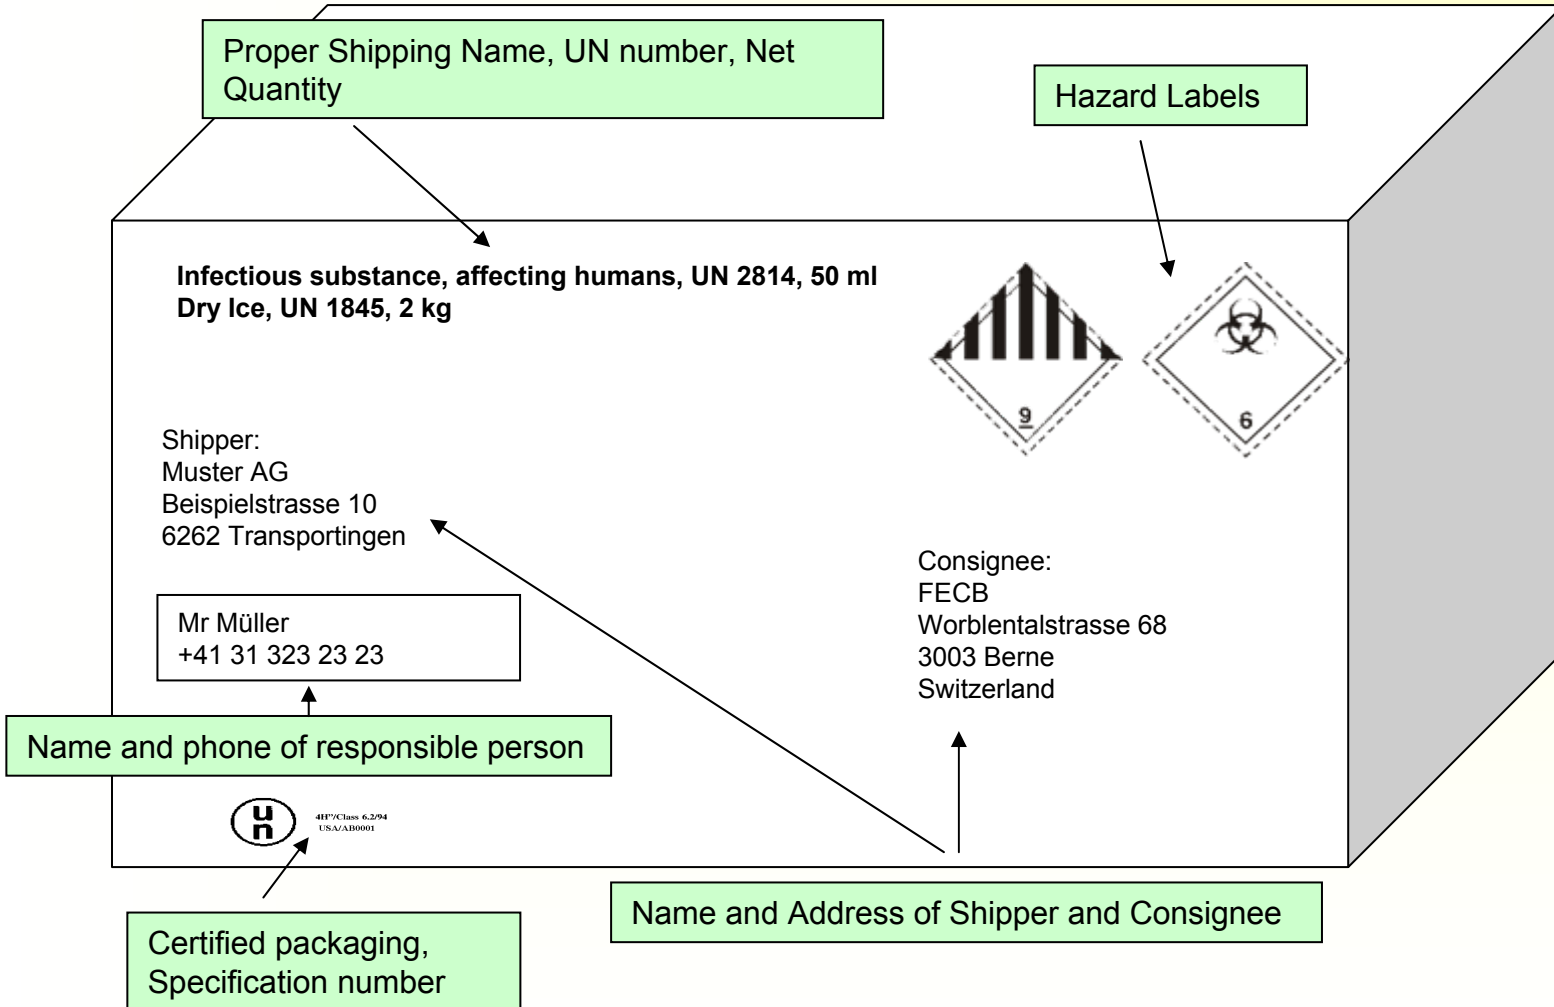 Proper Shipping Name, UN number, Net
Quantity
Hazard Labels
Infectious substance, affecting humans, UN 2814, 50 ml
Dry Ice, UN 1845, 2 kg
9
6
Shipper:
Muster AG
Beispielstrasse 10
6262 Transportingen
Consignee:
FECB
Worblentalstrasse 68
3003 Berne
Switzerland
Mr Müller
+41 31 323 23 23
Name and phone of responsible person
un
4H"/Class 6.2/94
USA/AB0001
Name and Address of Shipper and Consignee
Certified packaging,
Specification number